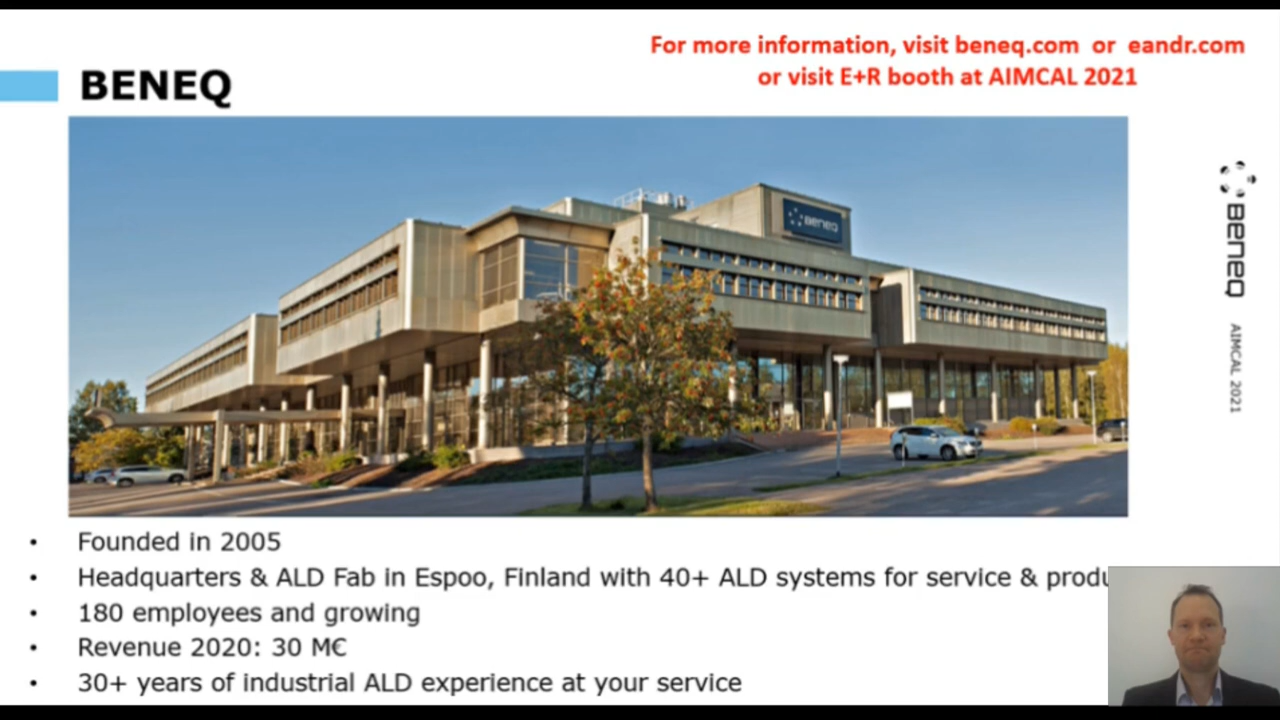 For more information, visit beneq.com or eandr.com
or visit E+R booth at AIMCAL 2021
BENEQ
BENEQ
BENEQ
AIMCAL 2021
• Founded in 2005
• Headquarters & ALD Fab in Espoo, Finland with 40+ ALD systems for service &
• 180 employees and growing
• Revenue 2020: 30 M€
• 30+ years of industrial ALD experience at your service